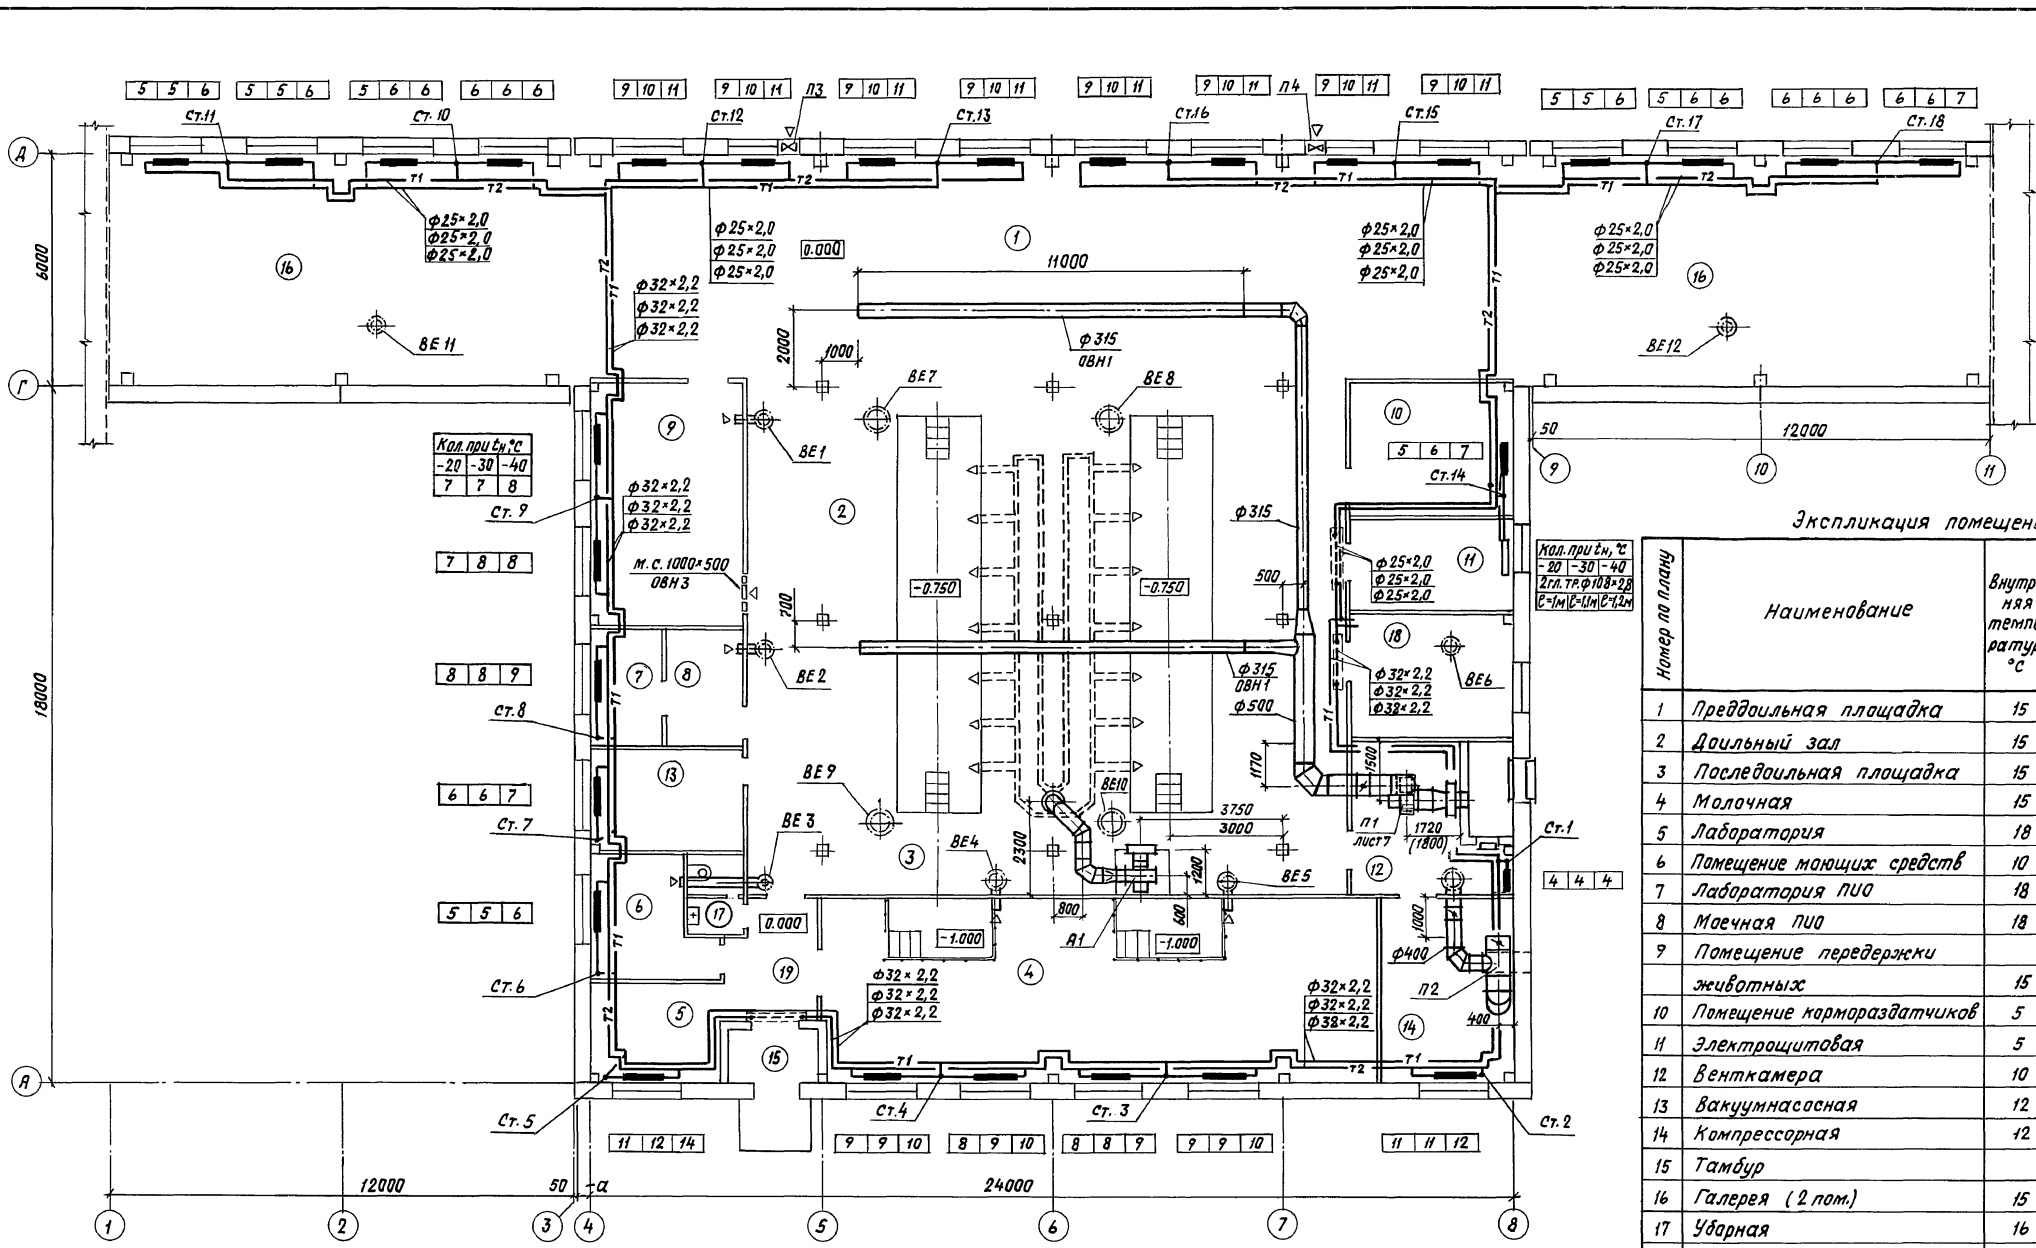 5 5 6
5 5 6
5 6 6
6 6 6
9 10 11
9 10 11
П3
9 10 11
9 10 11
9 10 11
9 10 11
П4
9 10 11
9 10 11
5 5 6
5 6 6
6 6 6
6 6 7
Ст.11
Ст.10
Ст.12
Ст.13
Ст.16
Ст.15
Ст.17
Ст.18
Д
Т1
Т2
Т1
Т2
Т2
Т1
Т1
Т2
ф25×2,0
ф25×2,0
ф25×2,0
ф25×2,0
ф25×2,0
ф25×2,0
0.000
1
ф25×2,0
ф25×2,0
ф25×2,0
ф25×2,0
ф25×2,0
ф25×2,0
6000
16
11000
16
Т2
Т1
ф32×2,2
ф32×2,2
ф32×2,2
Т1
Т2
ВЕ 11
2000
1000
ф315
ОВН1
ВЕ12
Г
ВЕ7
ВЕ8
9
10
ВЕ1
50
12000
9
10
11
Кол. при tн,°С
-20 -30 -40
7 7 8
5 6 7
Ст.14
Ст. 9
ф32×2,2
ф32×2,2
ф32×2,2
2
ф315
Экспликация помещен
7 8 8
М.С. 1000×500
ОВН3
-0.750
-0.750
500
ф25×2,0
ф25×2,0
ф25×2,0
11
Кол. при tн, °С
-20 -30 -40
2гл. тр.ф108×2,8
ℓ=1м ℓ=1,1м ℓ=1,2м
700
18
8 8 9
7
8
ВЕ2
ф315
ОВН1
ф32×2,2
ф32×2,2
ф38×2,2
ВЕ6
18000
Ст.8
Т1
ф500
Т1
13
1170
1500
6 6 7
Ст. 7
ВЕ9
ВЕ 3
ВЕ10
3750
3000
П1
лист7
1720
(1800)
Ст.1
3
ВЕ4
2300
1200
12
ВЕ5
4 4 4
5 5 6
6
17
0.000
800
600
1000
Т1
-1.000
А1
-1.000
ф400
Ст.6
19
4
П2
ф32×2,2
ф32×2,2
ф32×2,2
ф32×2,2
ф32×2,2
ф38×2,2
Т2
5
14
400
15
Т1
Т1
Т1
Т2
А
Ст. 5
Ст.4
Ст. 3
Ст. 2
11 12 14
9 9 10
8 9 10
8 8 9
9 9 10
11 11 12
12000
50
а
24000
1
2
3
4
5
6
7
8
Номер по плану
Наименование
Внутр
няя
темпе
ратур
°С
1 Преддоильная площадка 15
2 Доильный зал 15
3 Последоильная площадка 15
4 Молочная 15
5 Лаборатория 18
6 Помещение моющих средств 10
7 Лаборатория ПИО 18
8 Моечная ПИО 18
9 Помещение передержки
животных 15
10 Помещение кормораздатчиков 5
11 Электрощитовая 5
12 Венткамера 10
13 Вакуумнасосная 12
14 Компрессорная 12
15 Тамбур
16 Галерея (2 пом.) 15
17 Уборная 16